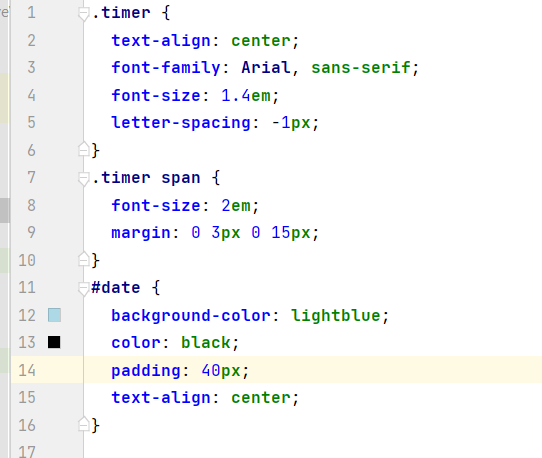 1 .timer {
2 text-align: center;
3 font-family: Arial, sans-serif;
4 font-size: 1.4em;
5 letter-spacing: -1px;
6 }
7 .timer span {
8 font-size: 2em;
9 margin: 0 3px 0 15px;
10 }
11 #date {
12 background-color: lightblue;
13 color: black;
14 padding: 40px;
15 text-align: center;
16 }
17